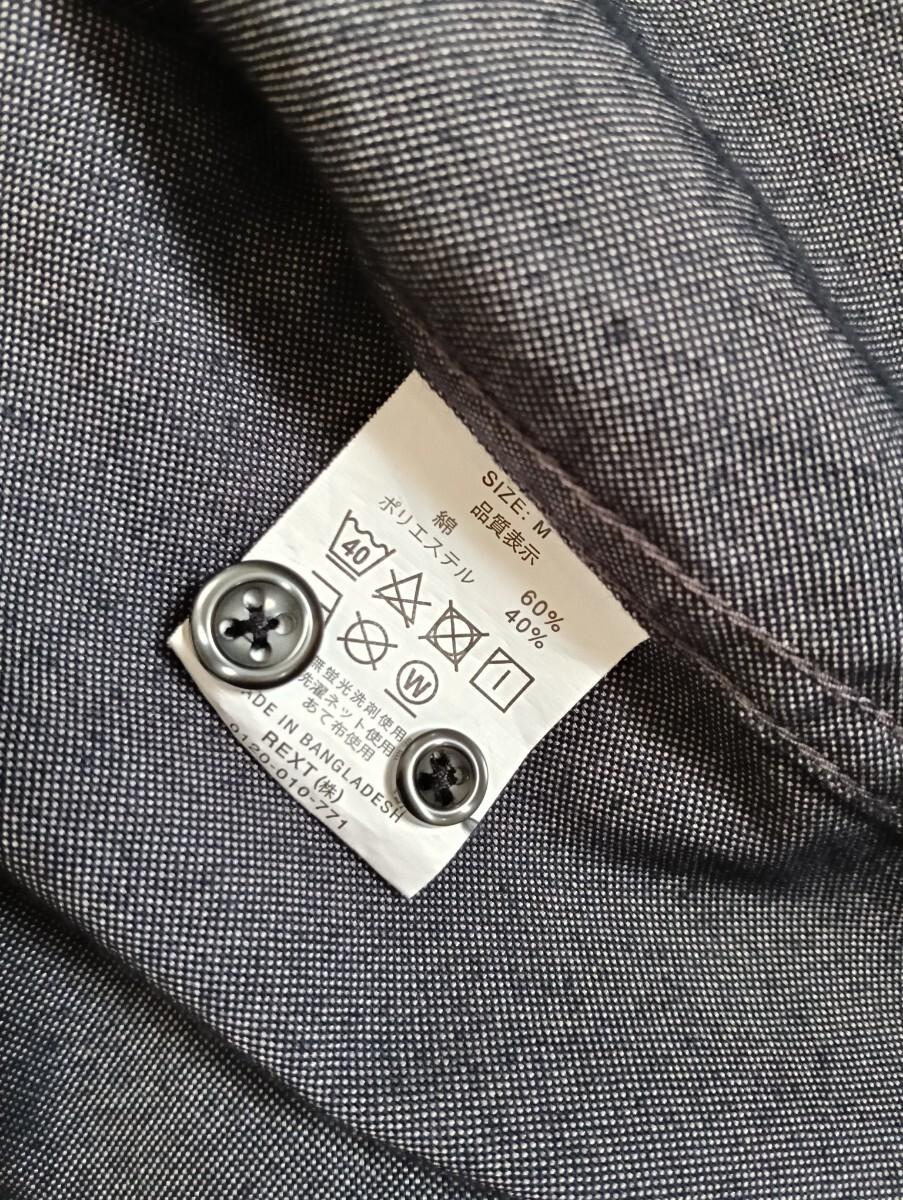 SIZE: M
品質表示
綿 60%
ポリエステル 40%
40
W
無蛍光洗剤使用
洗濯ネット使用
あて布使用
MADE IN BANGLADESH
REXT (株)
0120-010-771